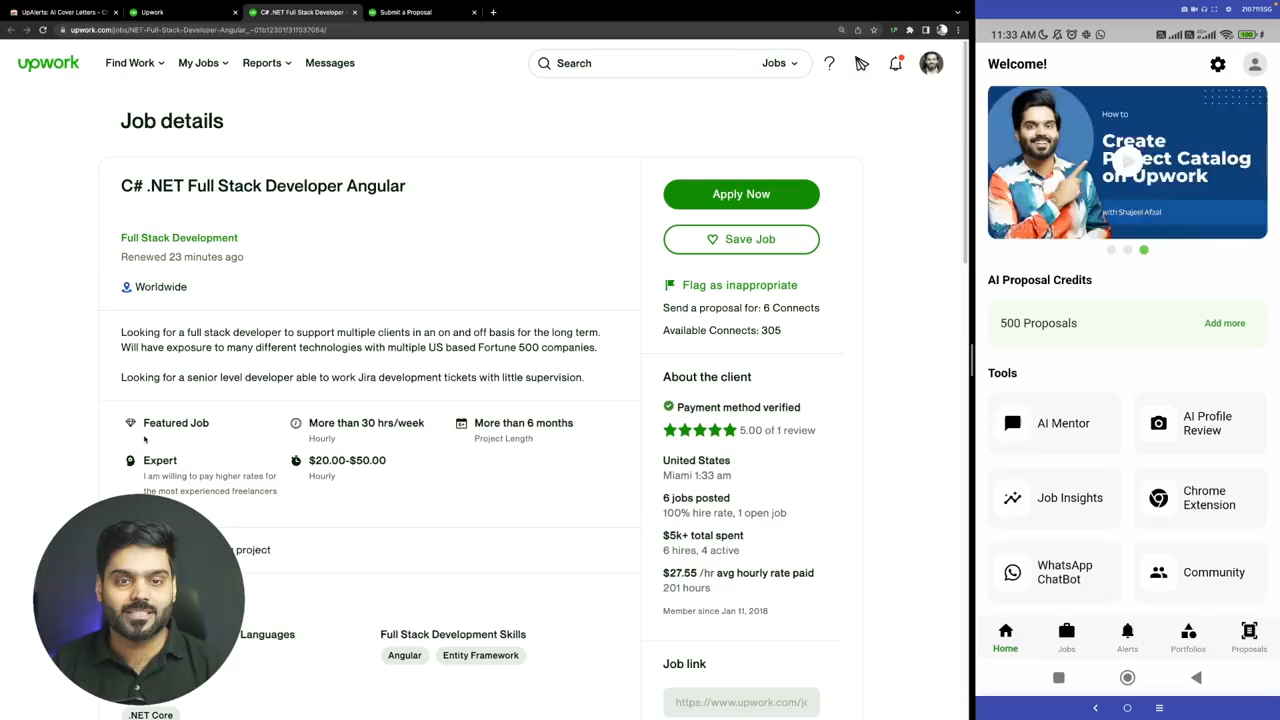 UpAlerts: AI Cover Letters - C
Upwork
C# .NET Full Stack Developer
Submit a Proposal
upwork.com/jobs/NET-Full-Stack-Developer-Angular_~01b12301f31f037054/
upwork
Find Work
My Jobs
Reports
Messages
Search
Jobs
Job details
C# .NET Full Stack Developer Angular
Full Stack Development
Renewed 23 minutes ago
Worldwide
Looking for a full stack developer to support multiple clients in an on and off basis for the long term.
Will have exposure to many different technologies with multiple US based Fortune 500 companies.
Looking for a senior level developer able to work Jira development tickets with little supervision.
Featured Job
More than 30 hrs/week
Hourly
More than 6 months
Project Length
Expert
I am willing to pay higher rates for
the most experienced freelancers
$20.00-$50.00
Hourly
project
Languages
Full Stack Development Skills
Angular
Entity Framework
.NET Core
Apply Now
Save Job
Flag as inappropriate
Send a proposal for: 6 Connects
Available Connects: 305
About the client
Payment method verified
5.00 of 1 review
United States
Miami 1:33 am
6 jobs posted
100% hire rate, 1 open job
$5k+ total spent
6 hires, 4 active
$27.55 /hr avg hourly rate paid
201 hours
Member since Jan 11, 2018
Job link
https://www.upwork.com/jo
21071135G
11:33 AM
100
Welcome!
How to
Create
Project Catalog
on Upwork
with Shajeel Afzal
AI Proposal Credits
500 Proposals
Add more
Tools
AI Mentor
AI Profile
Review
Job Insights
Chrome
Extension
WhatsApp
ChatBot
Community
Home
Jobs
Alerts
Portfolios
Proposals